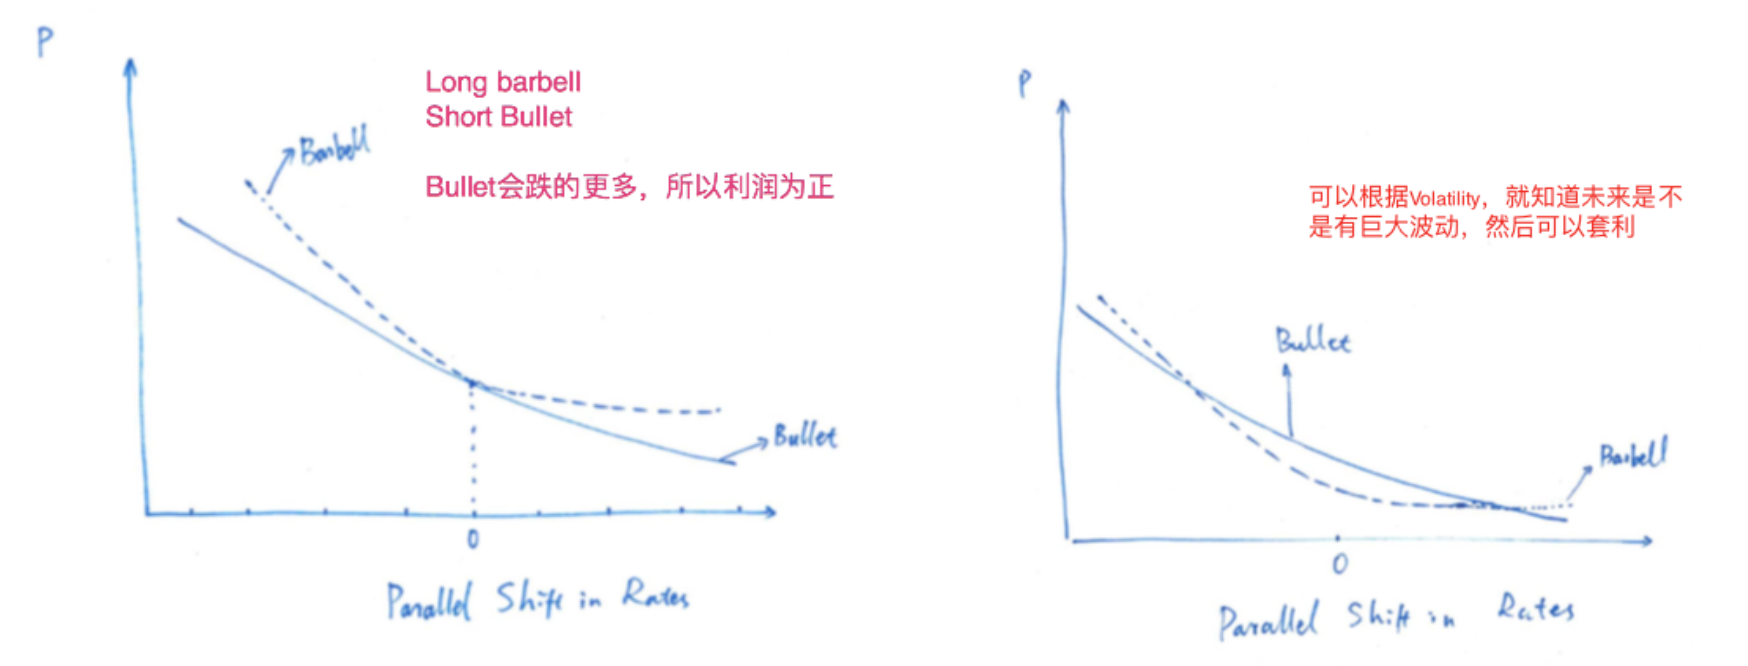 P
Long barbell
Short Bullet
Barbell
Bullet会跌的更多，所以利润为正
Bullet
0
Parallel Shift in Rates
P
可以根据Volatility，就知道未来是不
是有巨大波动，然后可以套利
Bullet
Barbell
0
Parallel Shift in Rates